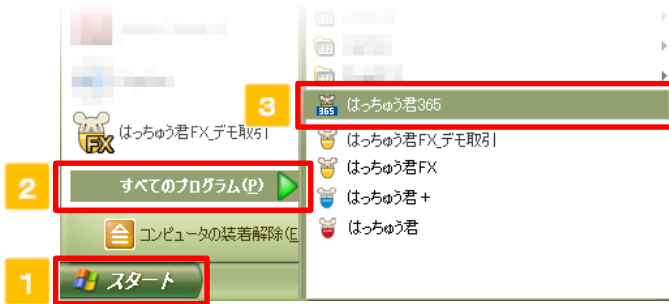 3
365
はっちゅう君365
FX
はっちゅう君FX_デモ取引
はっちゅう君FX_デモ取引
はっちゅう君FX
2
すべてのプログラム(P)
はっちゅう君+
コンピュータの装着解除(E
はっちゅう君
1
スタート